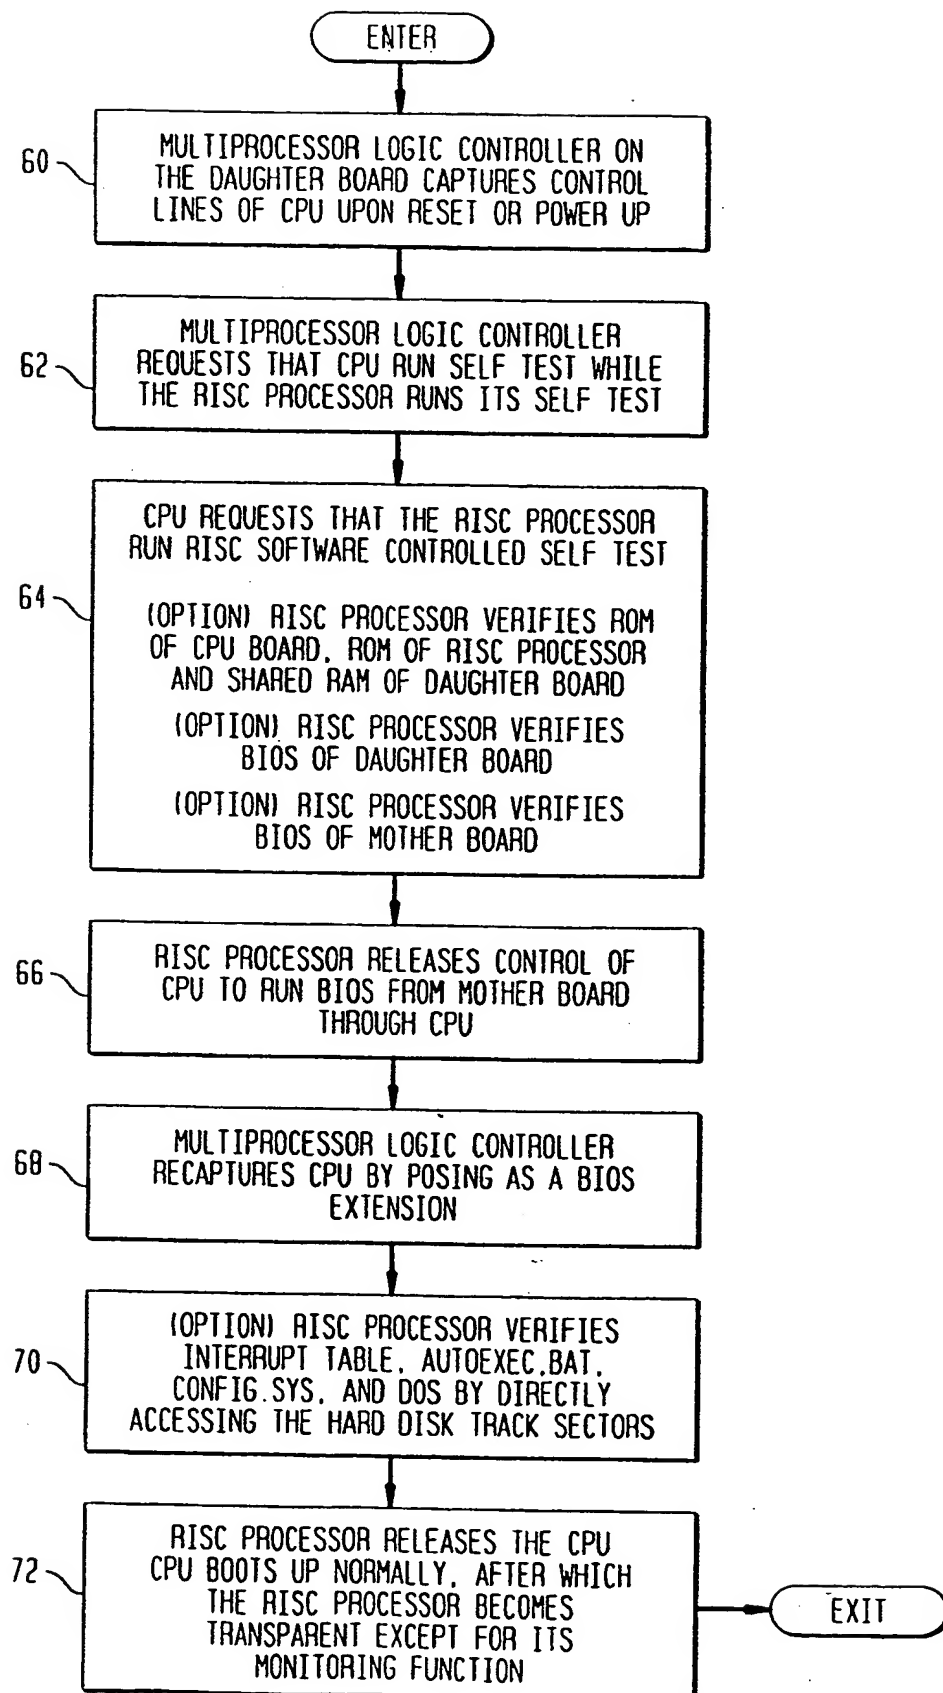 ENTER
60
MULTIPROCESSOR LOGIC CONTROLLER ON
THE DAUGHTER BOARD CAPTURES CONTROL
LINES OF CPU UPON RESET OR POWER UP
62
MULTIPROCESSOR LOGIC CONTROLLER
REQUESTS THAT CPU RUN SELF TEST WHILE
THE RISC PROCESSOR RUNS ITS SELF TEST
64
CPU REQUESTS THAT THE RISC PROCESSOR
RUN RISC SOFTWARE CONTROLLED SELF TEST
(OPTION) RISC PROCESSOR VERIFIES ROM
OF CPU BOARD, ROM OF RISC PROCESSOR
AND SHARED RAM OF DAUGHTER BOARD
(OPTION) RISC PROCESSOR VERIFIES
BIOS OF DAUGHTER BOARD
(OPTION) RISC PROCESSOR VERIFIES
BIOS OF MOTHER BOARD
66
RISC PROCESSOR RELEASES CONTROL OF
CPU TO RUN BIOS FROM MOTHER BOARD
THROUGH CPU
68
MULTIPROCESSOR LOGIC CONTROLLER
RECAPTURES CPU BY POSING AS A BIOS
EXTENSION
70
(OPTION) RISC PROCESSOR VERIFIES
INTERRUPT TABLE, AUTOEXEC.BAT,
CONFIG.SYS, AND DOS BY DIRECTLY
ACCESSING THE HARD DISK TRACK SECTORS
72
RISC PROCESSOR RELEASES THE CPU
CPU BOOTS UP NORMALLY, AFTER WHICH
THE RISC PROCESSOR BECOMES
TRANSPARENT EXCEPT FOR ITS
MONITORING FUNCTION
EXIT